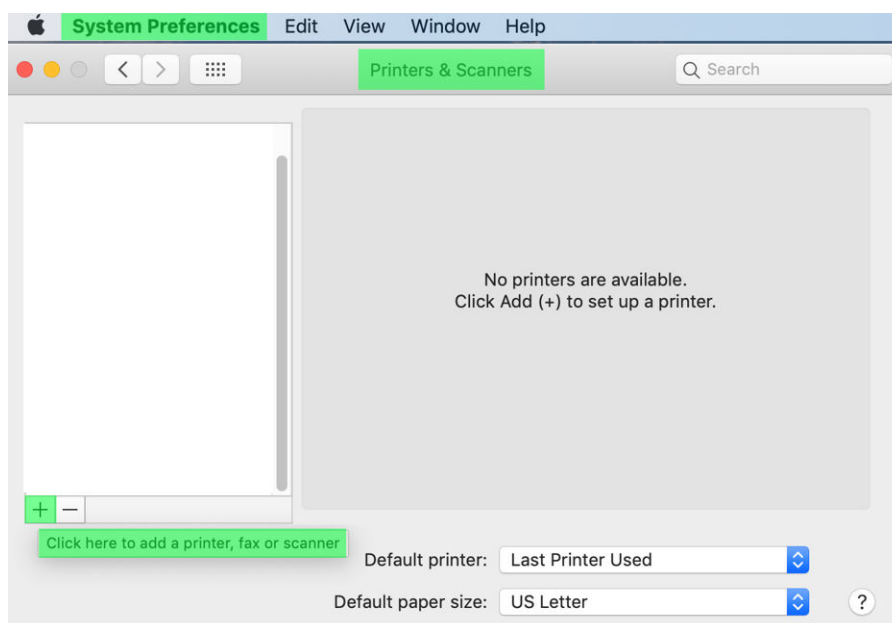 System Preferences Edit View Window Help
Printers & Scanners
Search
No printers are available.
Click Add (+) to set up a printer.
+ −
Click here to add a printer, fax or scanner
Default printer: Last Printer Used
Default paper size: US Letter
?